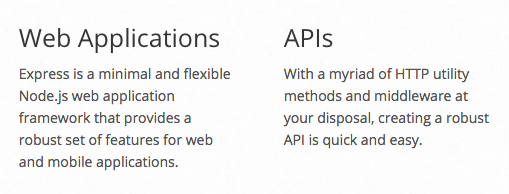 Web Applications
Express is a minimal and flexible
Node.js web application
framework that provides a
robust set of features for web
and mobile applications.
APIs
With a myriad of HTTP utility
methods and middleware at
your disposal, creating a robust
API is quick and easy.